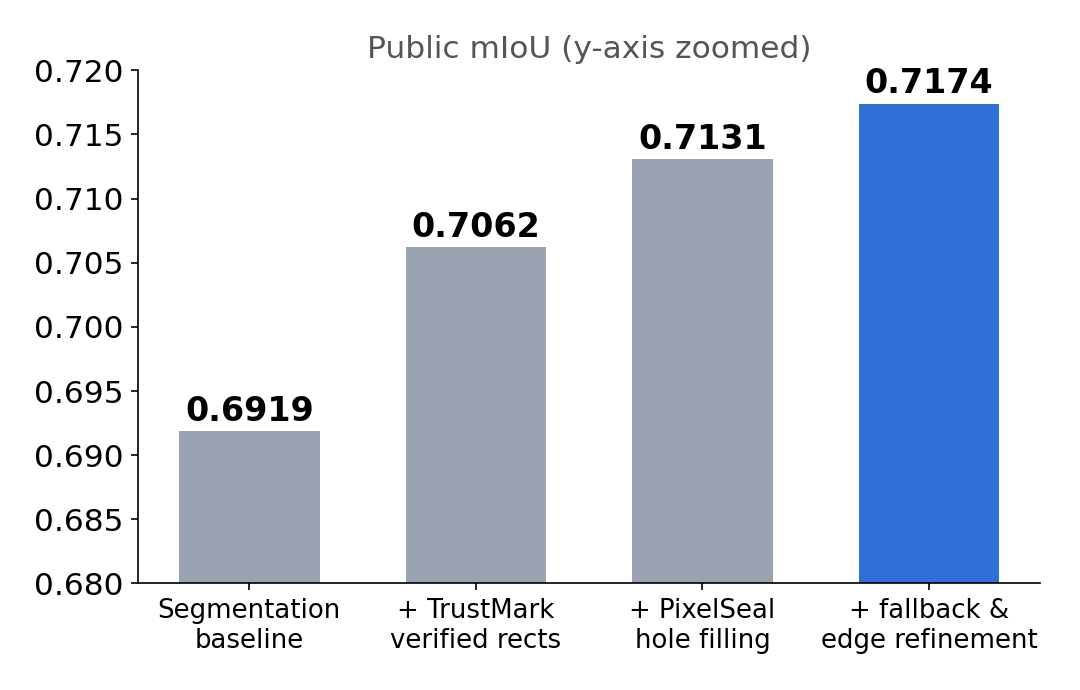 Public mIoU (y-axis zoomed)
0.720
0.715
0.710
0.705
0.700
0.695
0.690
0.685
0.680
0.6919
0.7062
0.7131
0.7174
Segmentation
baseline
+ TrustMark
verified rects
+ PixelSeal
hole filling
+ fallback &
edge refinement